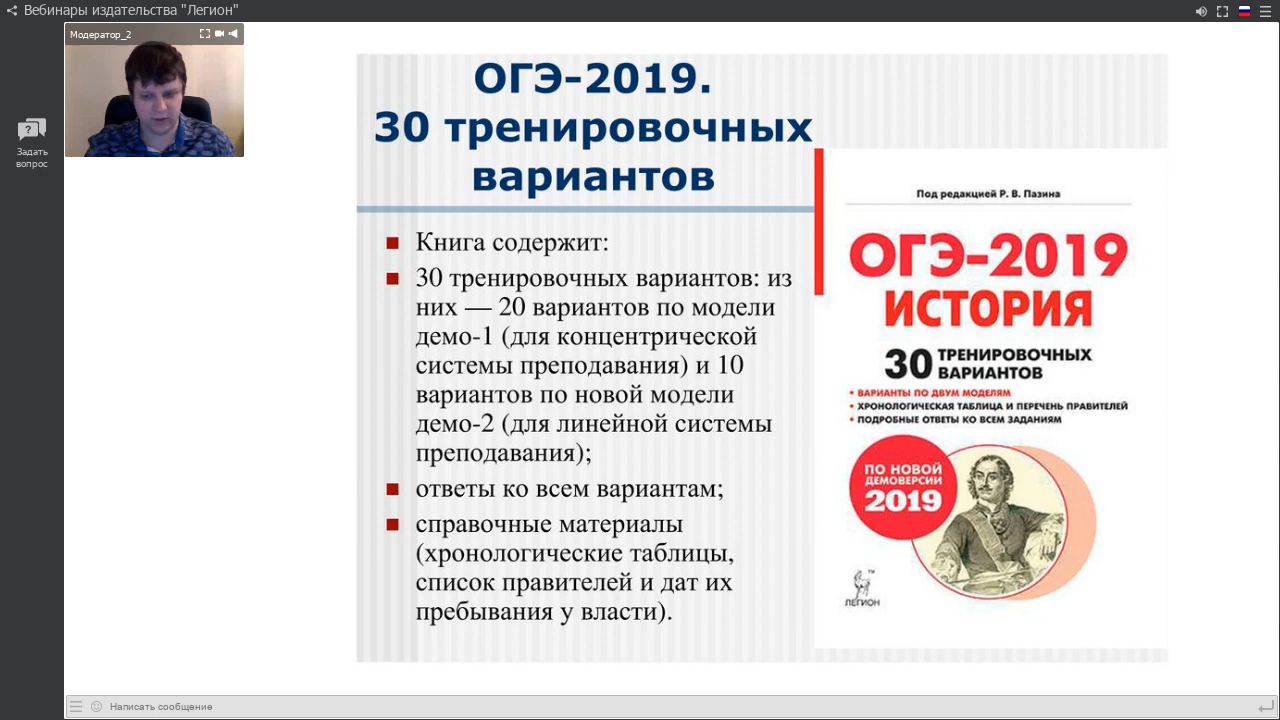 Вебинары издательства "Легион"
Модератор_2
Задать
вопрос
ОГЭ-2019.
30 тренировочных
вариантов
Книга содержит:
30 тренировочных вариантов: из
них — 20 вариантов по модели
демо-1 (для концентрической
системы преподавания) и 10
вариантов по новой модели
демо-2 (для линейной системы
преподавания);
ответы ко всем вариантам;
справочные материалы
(хронологические таблицы,
список правителей и дат их
пребывания у власти).
Под редакцией Р. В. Пазина
ОГЭ-2019
ИСТОРИЯ
30 ТРЕНИРОВОЧНЫХ
ВАРИАНТОВ
• ВАРИАНТЫ ПО ДВУМ МОДЕЛЯМ
• ХРОНОЛОГИЧЕСКАЯ ТАБЛИЦА И ПЕРЕЧЕНЬ ПРАВИТЕЛЕЙ
• ПОДРОБНЫЕ ОТВЕТЫ КО ВСЕМ ЗАДАНИЯМ
ПО НОВОЙ
ДЕМОВЕРСИИ
2019
ЛЕГИОН™
Написать сообщение